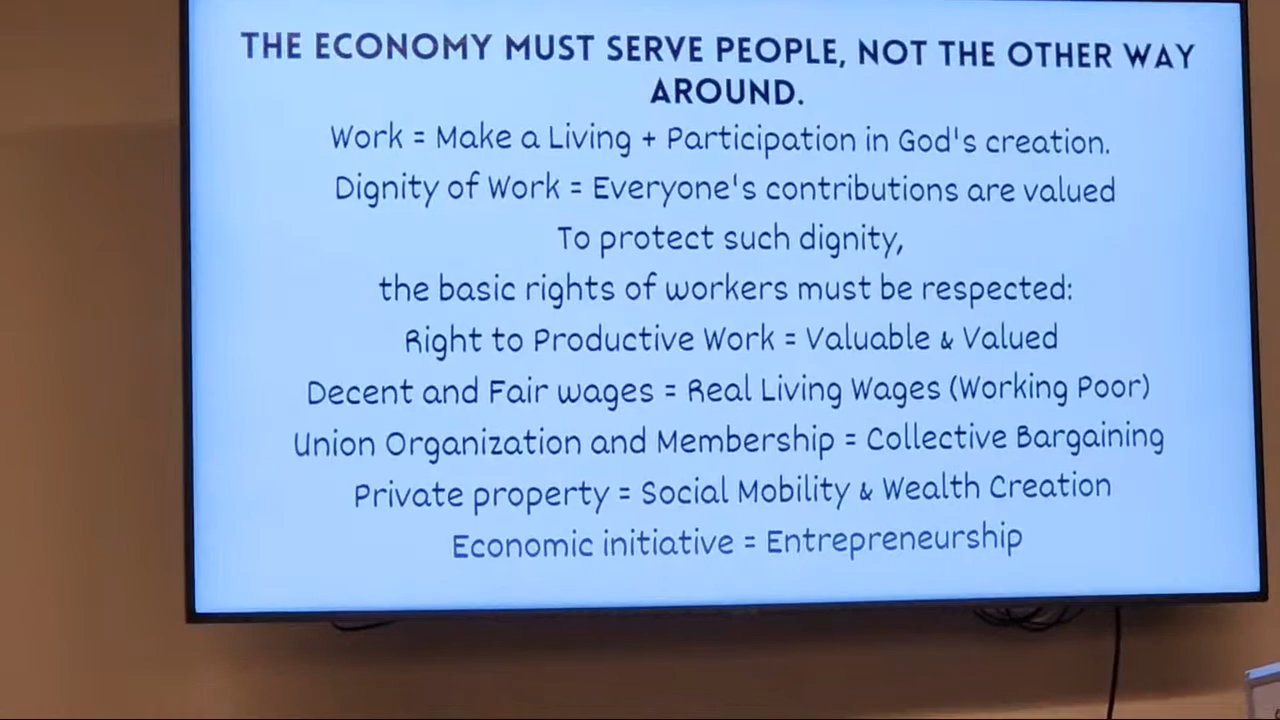 THE ECONOMY MUST SERVE PEOPLE, NOT THE OTHER WAY
AROUND.
Work = Make a Living + Participation in God's creation.
Dignity of Work = Everyone's contributions are valued
To protect such dignity,
the basic rights of workers must be respected:
Right to Productive Work = Valuable & Valued
Decent and Fair wages = Real Living Wages (Working Poor)
Union Organization and Membership = Collective Bargaining
Private property = Social Mobility & Wealth Creation
Economic initiative = Entrepreneurship